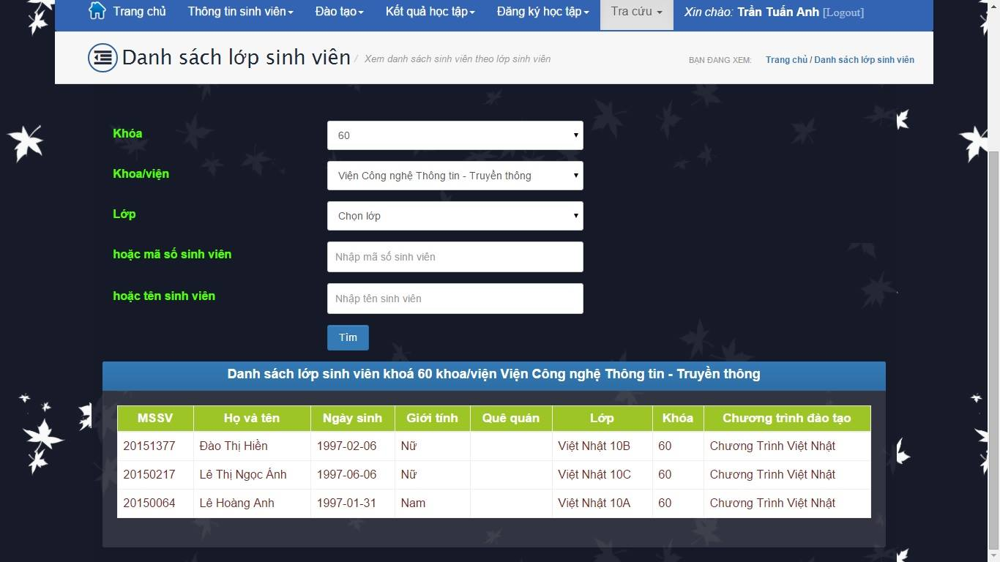 Trang chủ Thông tin sinh viên Đào tạo Kết quả học tập Đăng ký học tập Tra cứu Xin chào: Trần Tuấn Anh [Logout]
Danh sách lớp sinh viên / Xem danh sách sinh viên theo lớp sinh viên BẠN ĐANG XEM: Trang chủ / Danh sách lớp sinh viên
Khóa 60
Khoa/viện Viện Công nghệ Thông tin - Truyền thông
Lớp Chọn lớp
hoặc mã số sinh viên Nhập mã số sinh viên
hoặc tên sinh viên Nhập tên sinh viên
Tìm
Danh sách lớp sinh viên khoá 60 khoa/viện Viện Công nghệ Thông tin - Truyền thông
MSSV Họ và tên Ngày sinh Giới tính Quê quán Lớp Khóa Chương trình đào tạo
20151377 Đào Thị Hiền 1997-02-06 Nữ Việt Nhật 10B 60 Chương Trình Việt Nhật
20150217 Lê Thị Ngọc Ánh 1997-06-06 Nữ Việt Nhật 10C 60 Chương Trình Việt Nhật
20150064 Lê Hoàng Anh 1997-01-31 Nam Việt Nhật 10A 60 Chương Trình Việt Nhật